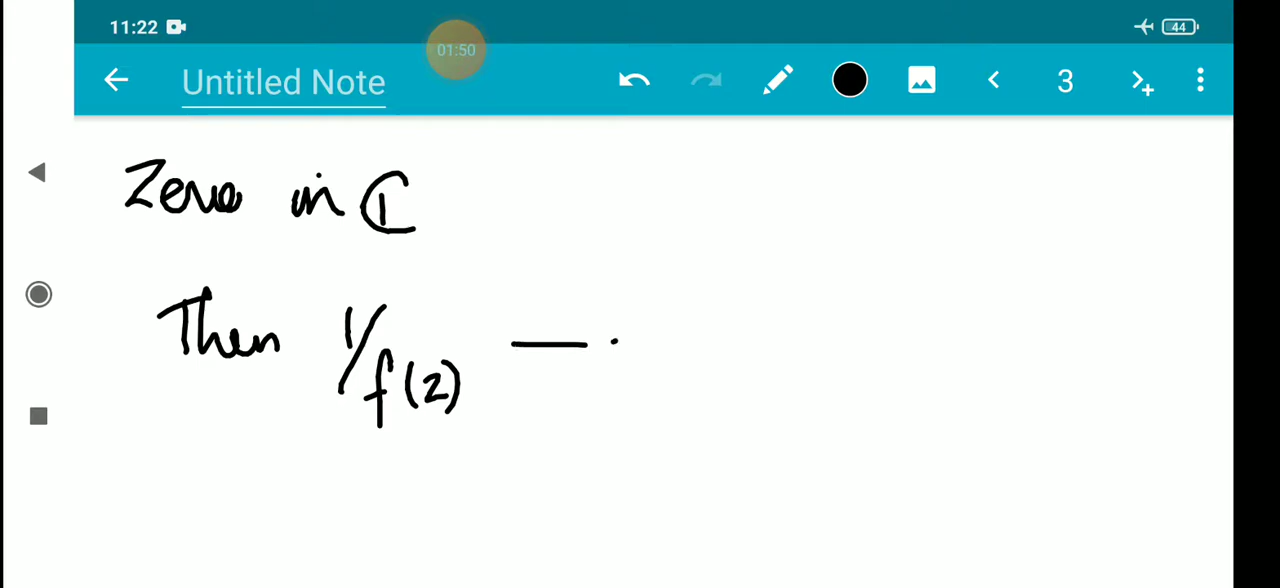 11:22 44
01:50
Untitled Note 3
Zero in ℂ
Then 1/f(z) — .